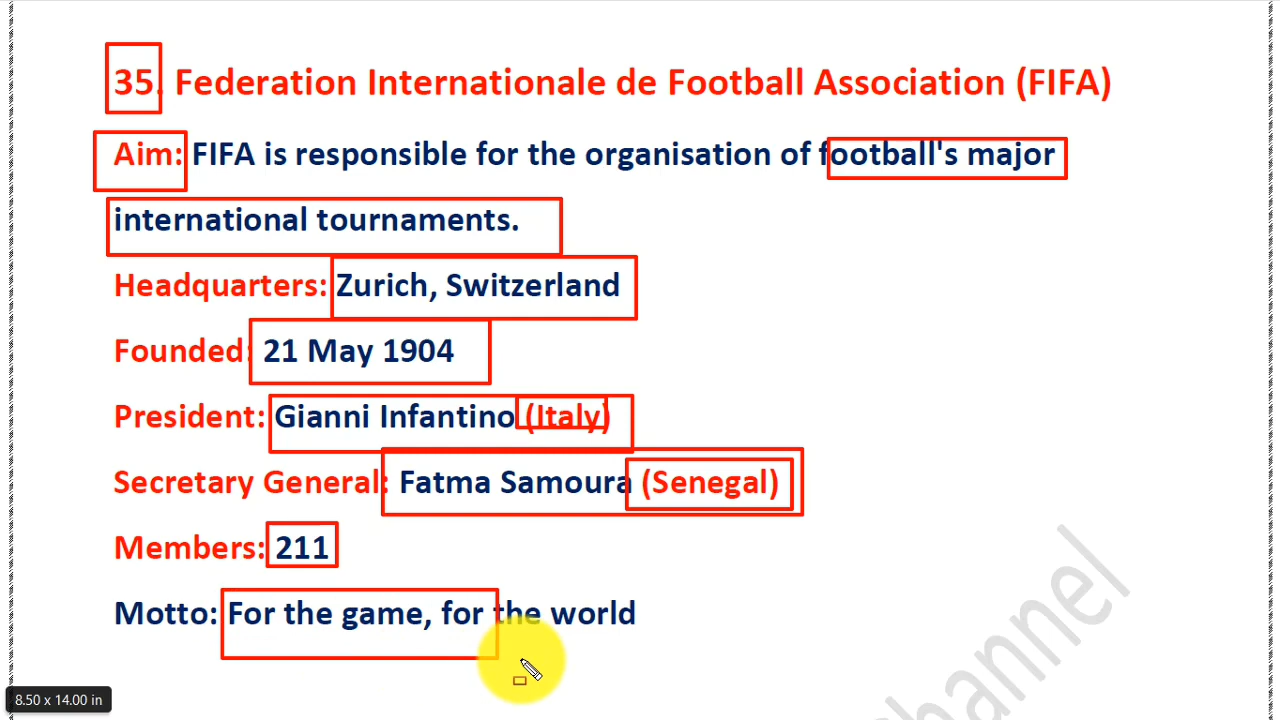 35. Federation Internationale de Football Association (FIFA)
Aim: FIFA is responsible for the organisation of football's major
international tournaments.
Headquarters: Zurich, Switzerland
Founded: 21 May 1904
President: Gianni Infantino (Italy)
Secretary General: Fatma Samoura (Senegal)
Members: 211
Motto: For the game, for the world
8.50 x 14.00 in